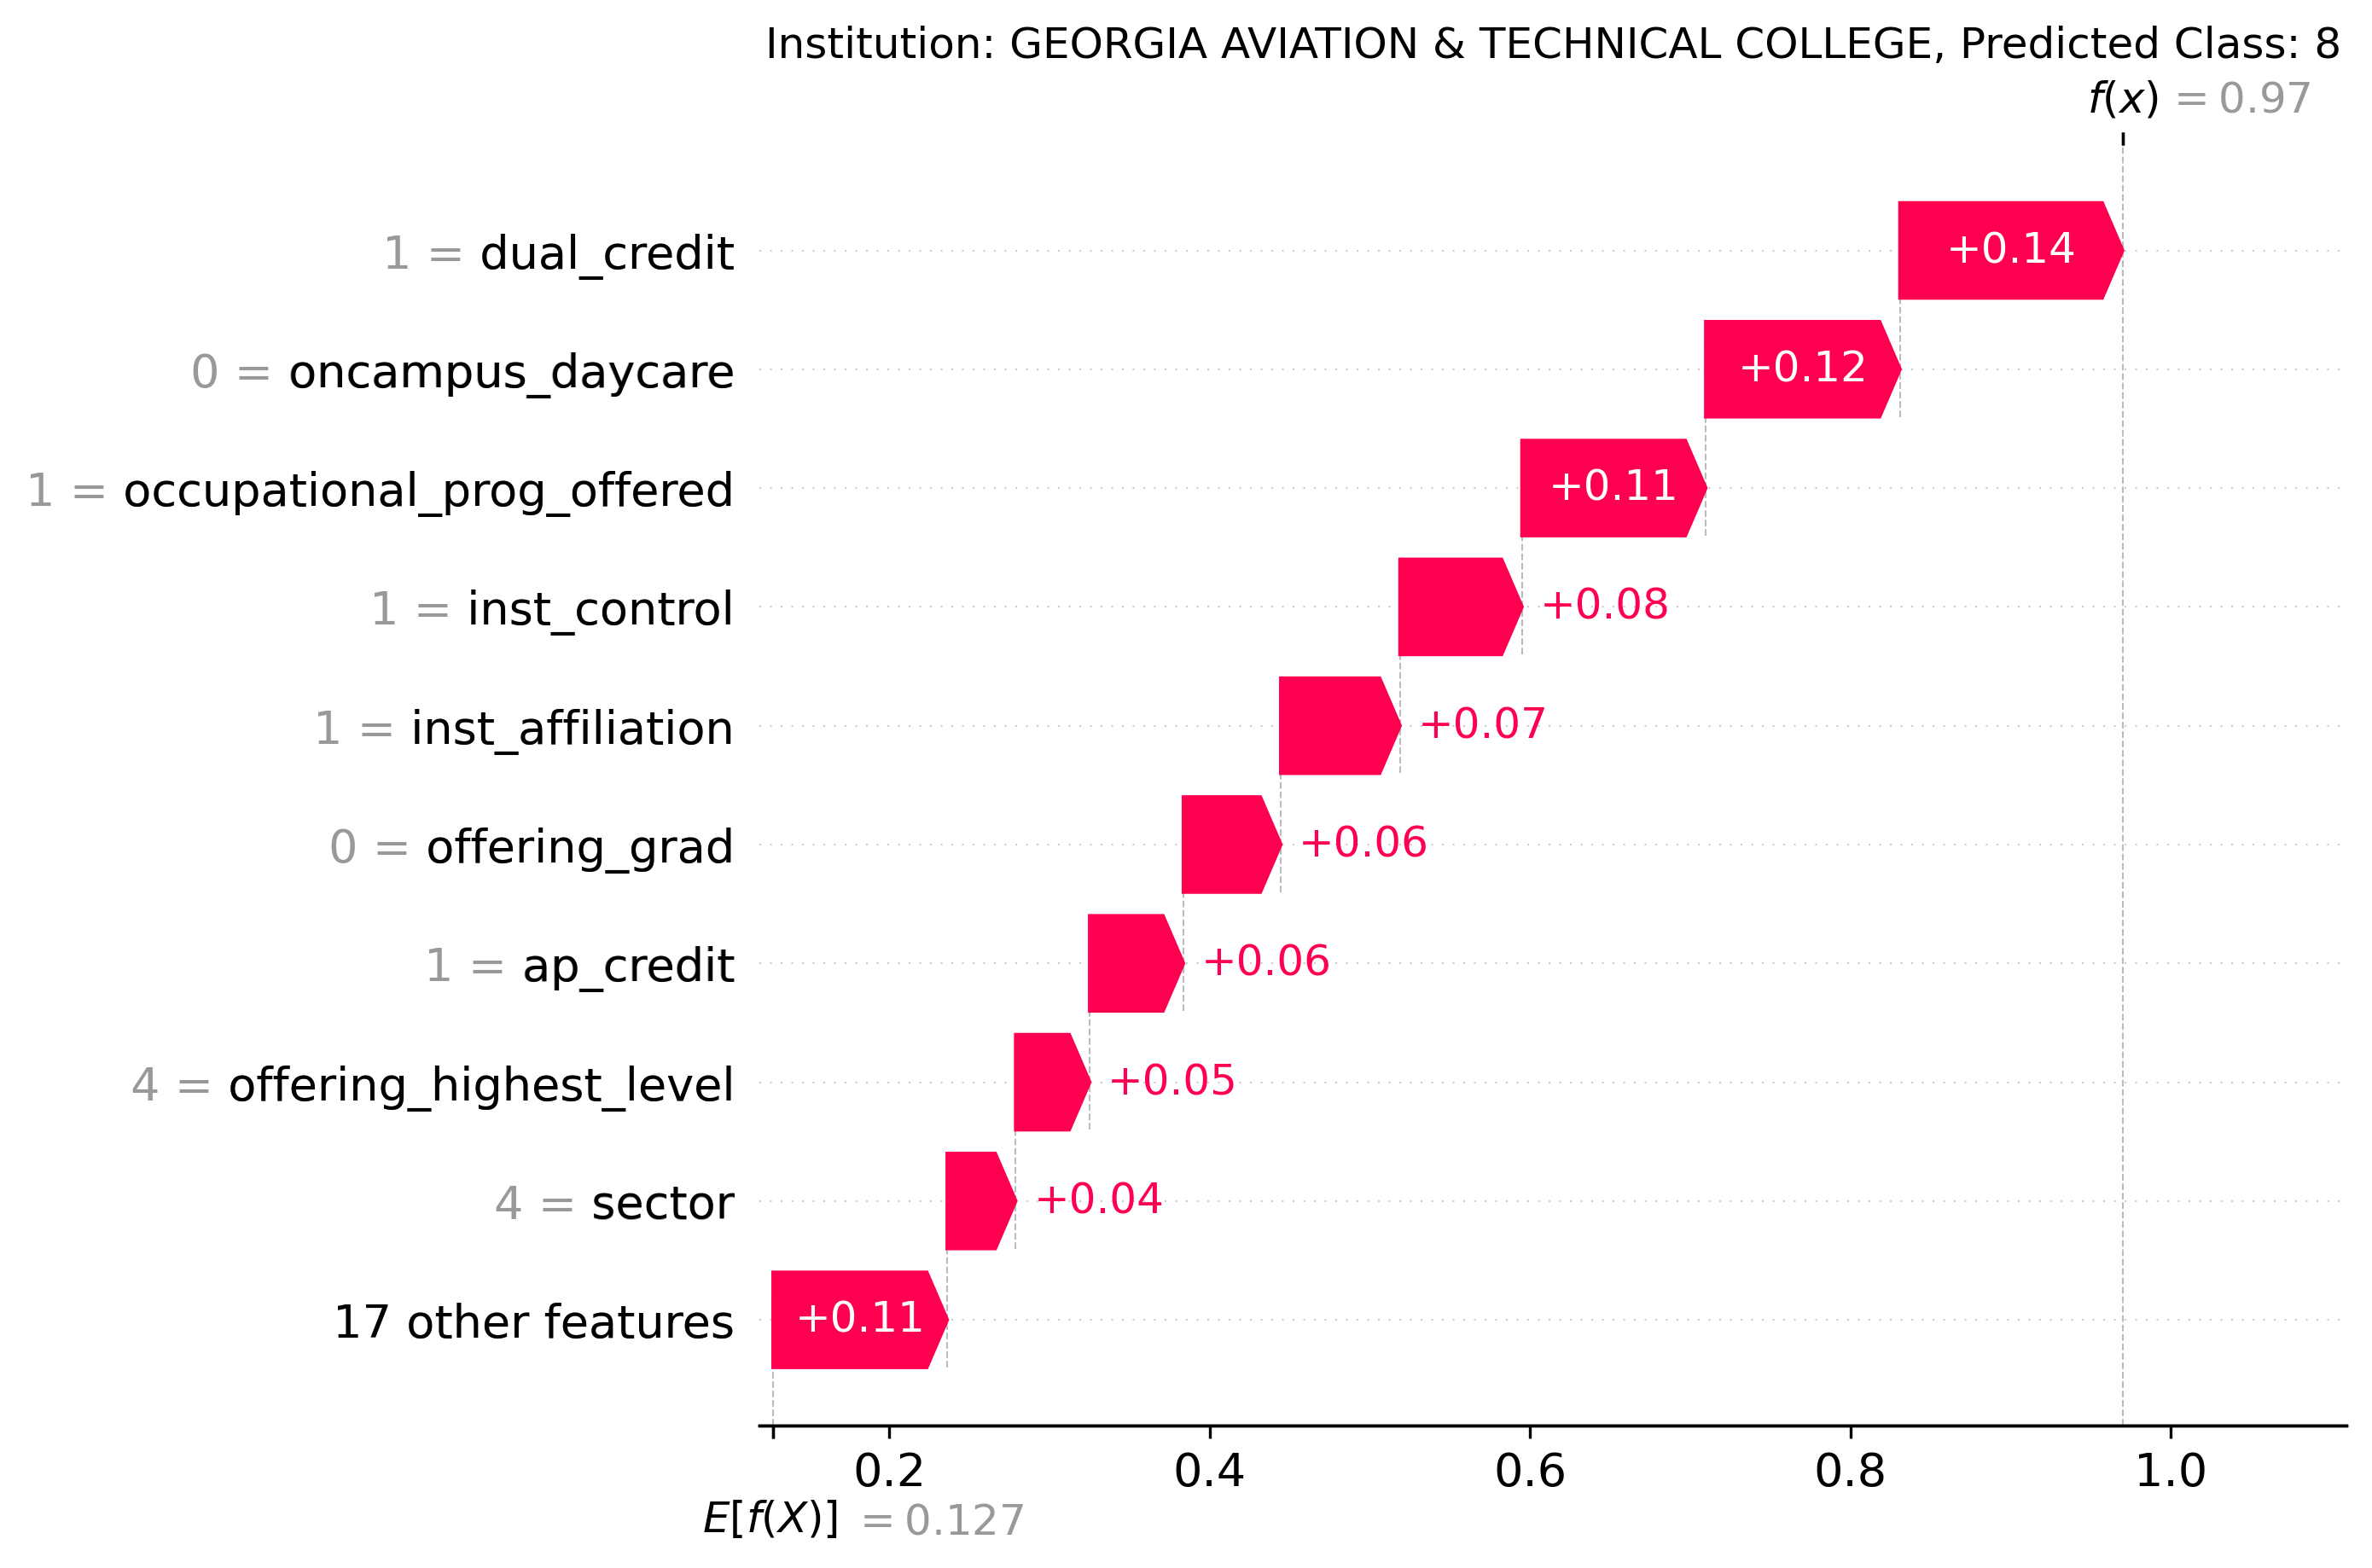 Institution: GEORGIA AVIATION & TECHNICAL COLLEGE, Predicted Class: 8
f(x) = 0.97
1 = dual_credit +0.14
0 = oncampus_daycare +0.12
1 = occupational_prog_offered +0.11
1 = inst_control +0.08
1 = inst_affiliation +0.07
0 = offering_grad +0.06
1 = ap_credit +0.06
4 = offering_highest_level +0.05
4 = sector +0.04
17 other features +0.11
0.2 0.4 0.6 0.8 1.0
E[f(X)] = 0.127